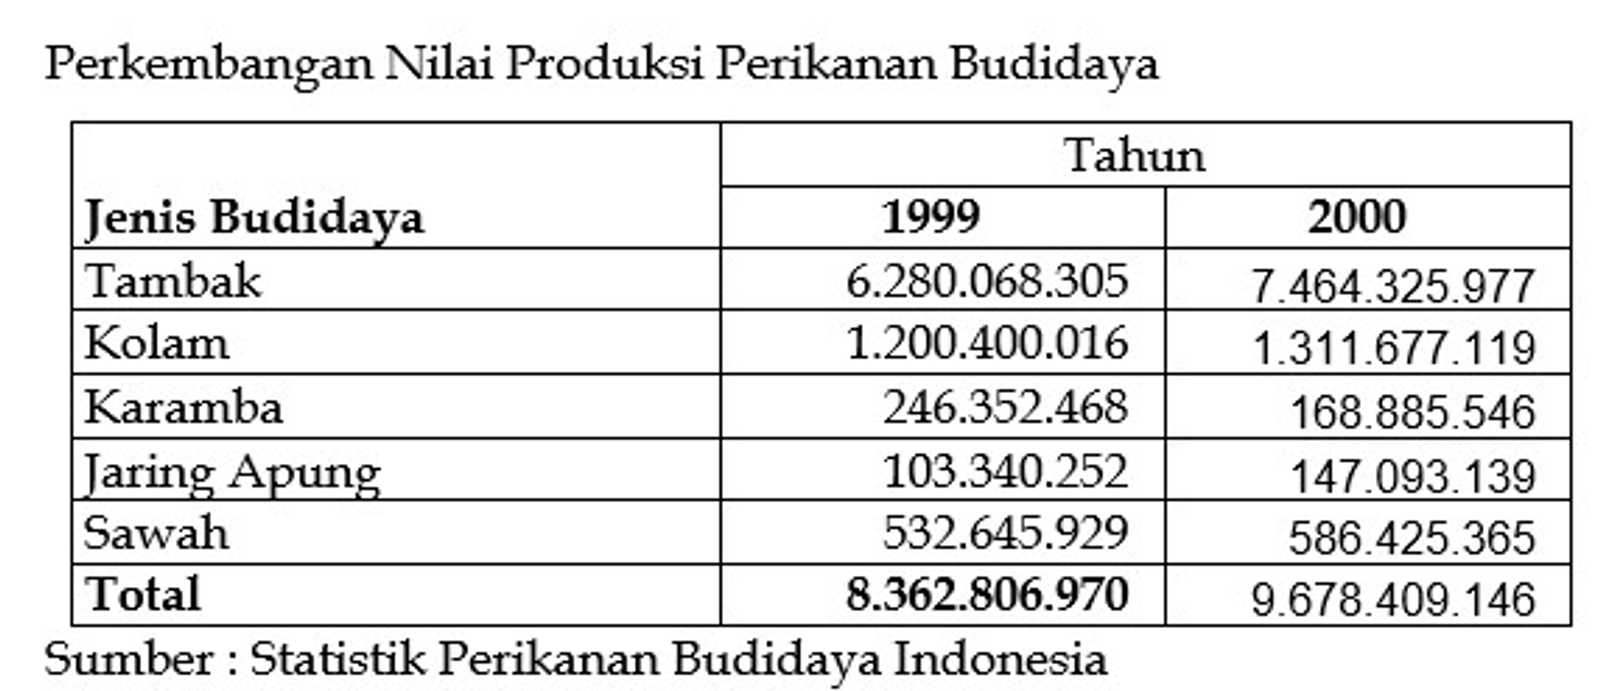 Perkembangan Nilai Produksi Perikanan Budidaya
Tahun
Jenis Budidaya 1999 2000
Tambak 6.280.068.305 7.464.325.977
Kolam 1.200.400.016 1.311.677.119
Karamba 246.352.468 168.885.546
Jaring Apung 103.340.252 147.093.139
Sawah 532.645.929 586.425.365
Total 8.362.806.970 9.678.409.146
Sumber : Statistik Perikanan Budidaya Indonesia